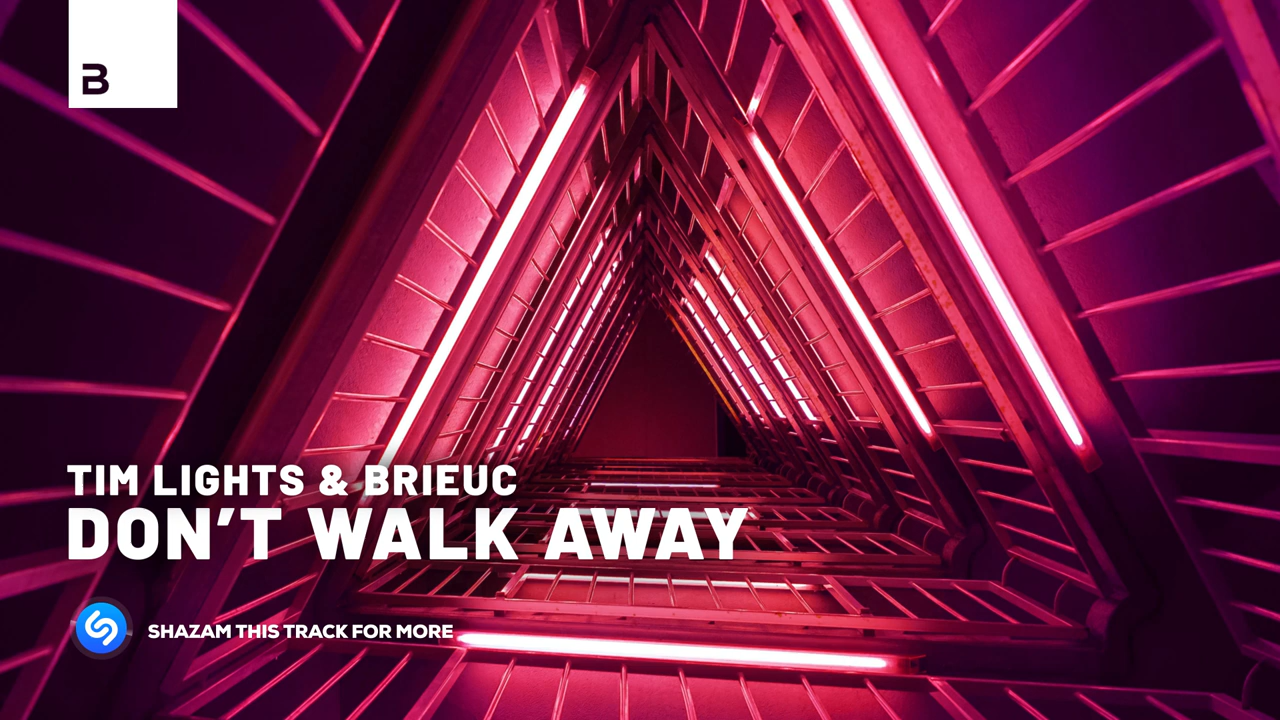 B
TIM LIGHTS & BRIEUC
DON’T WALK AWAY
SHAZAM THIS TRACK FOR MORE